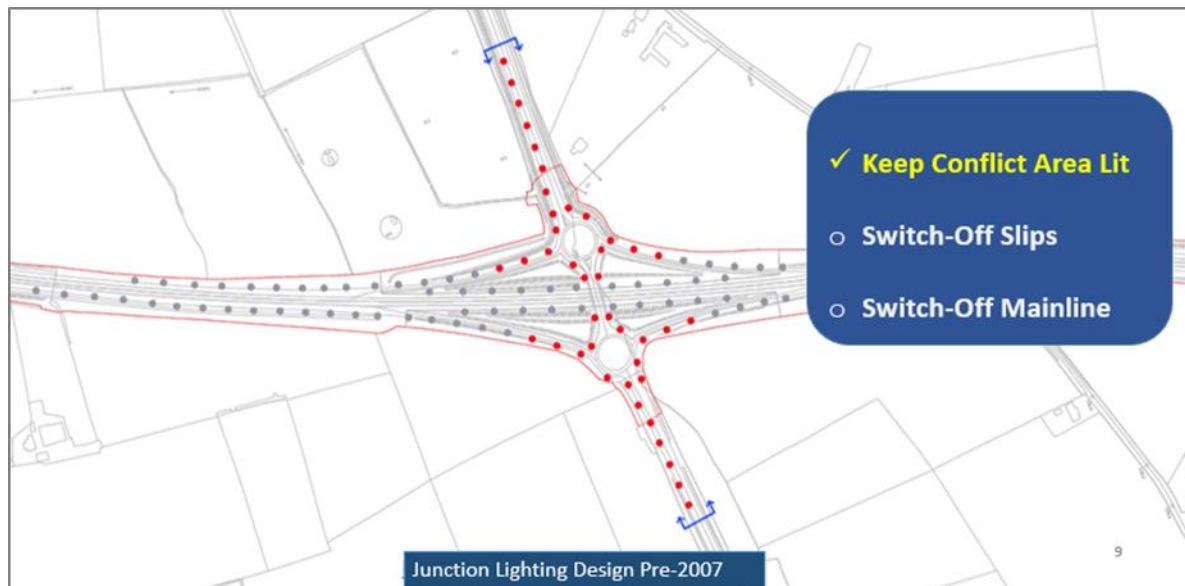 ✓ Keep Conflict Area Lit
o Switch-Off Slips
o Switch-Off Mainline
Junction Lighting Design Pre-2007
9